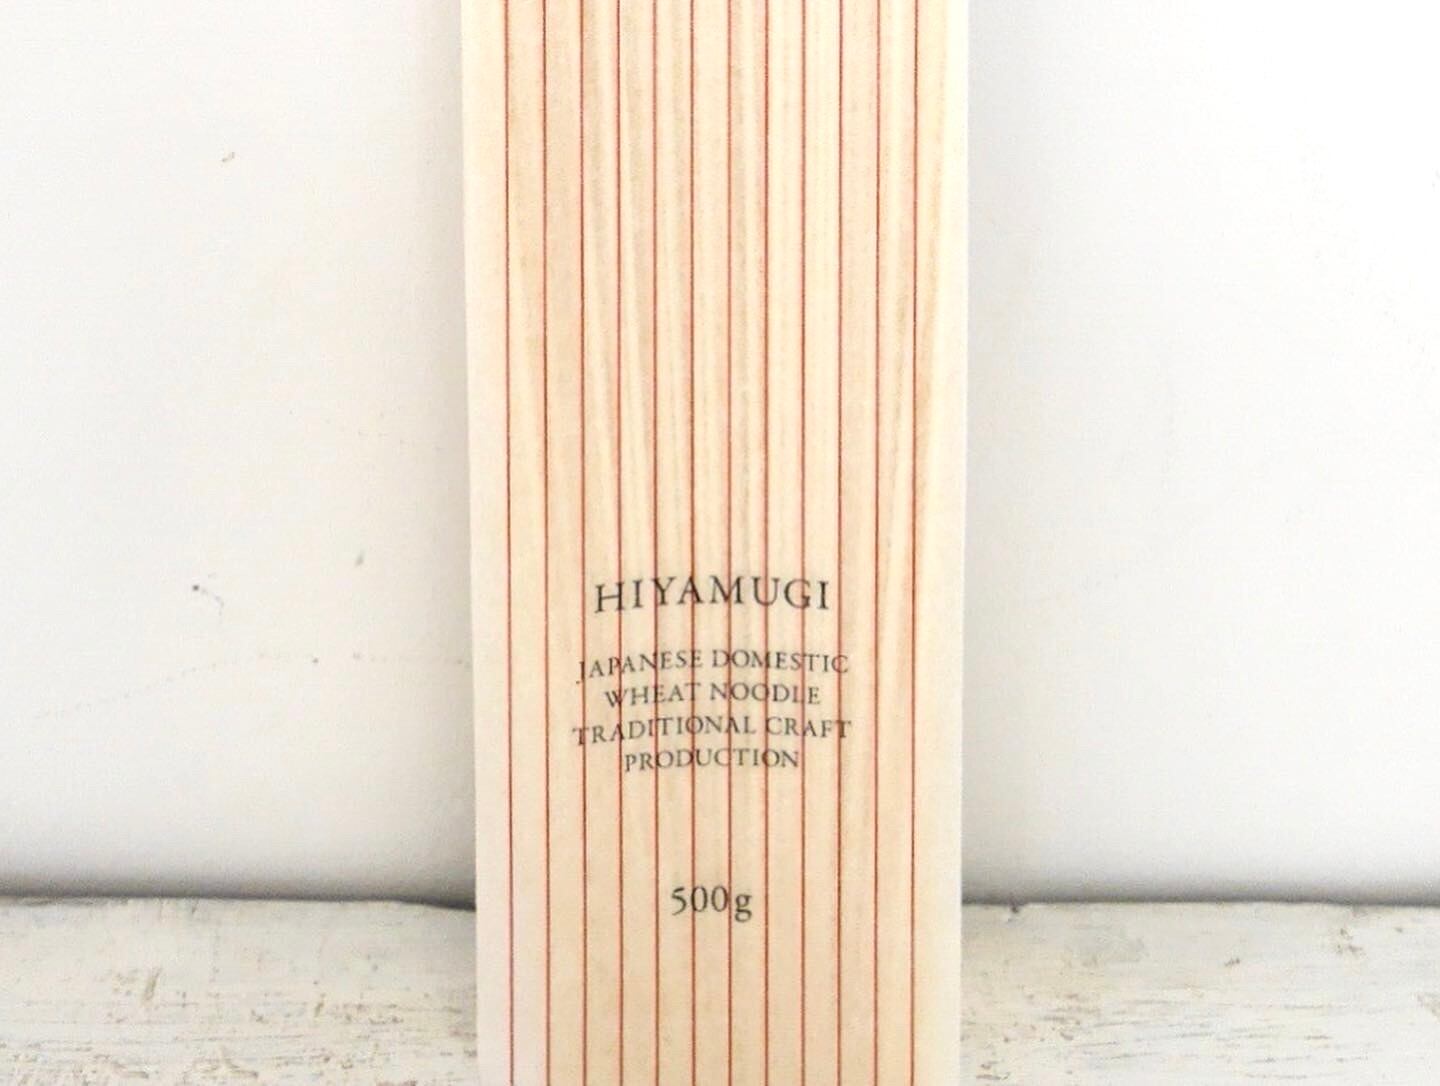 HIYAMUGI
JAPANESE DOMESTIC
WHEAT NOODLE
TRADITIONAL CRAFT
PRODUCTION
500g